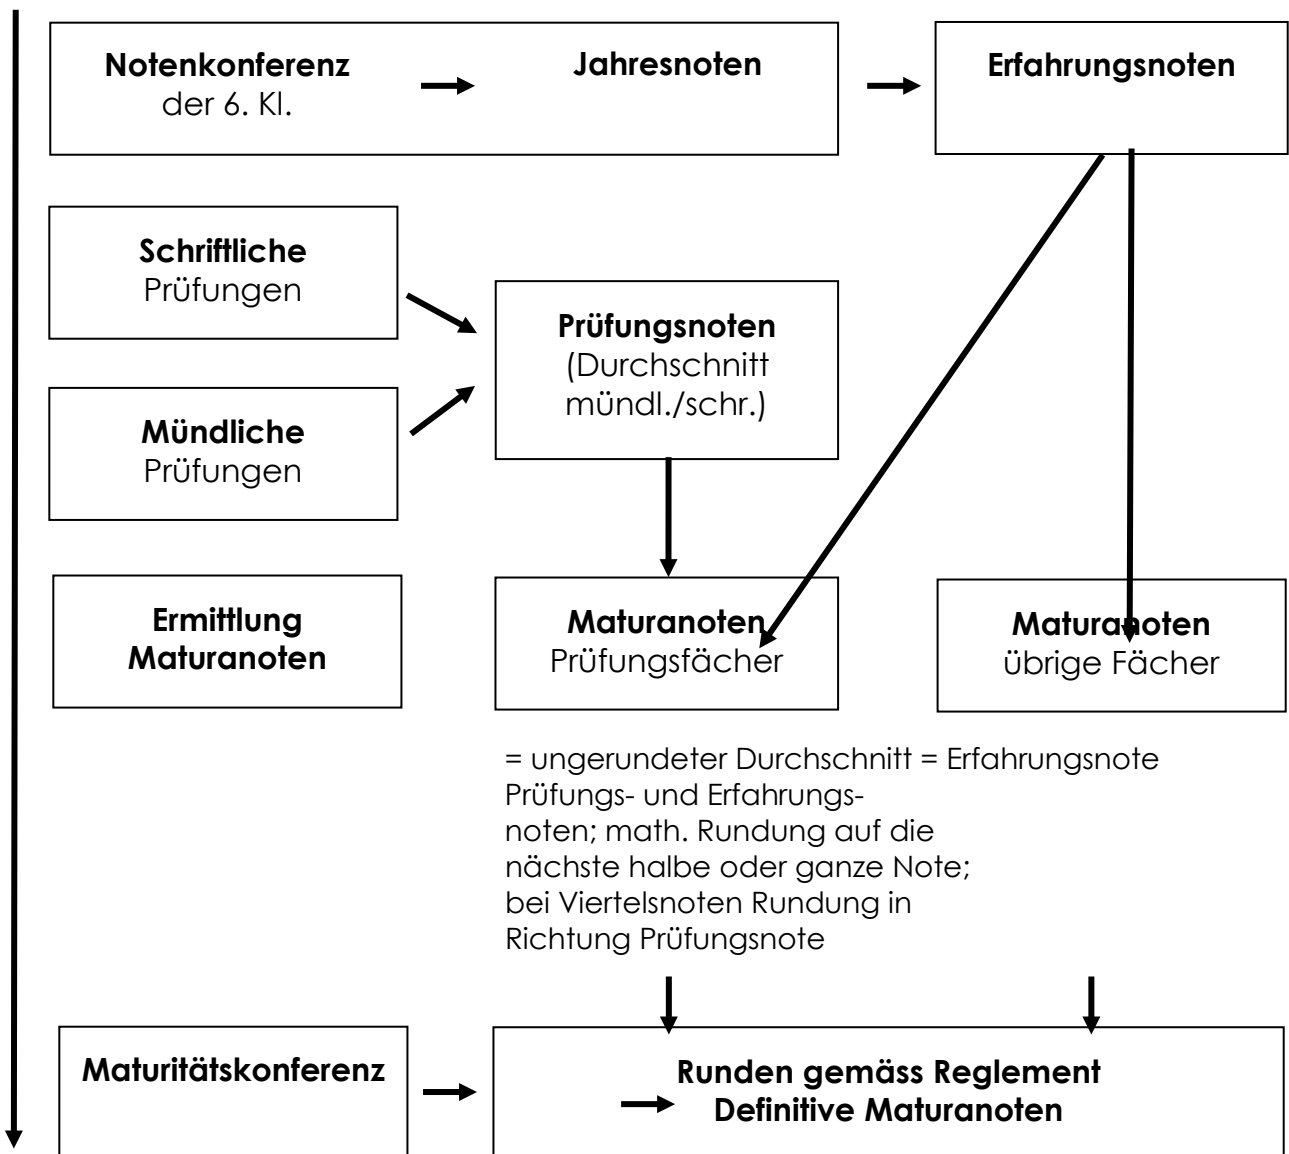 Notenkonferenz
der 6. Kl.
Jahresnoten
Erfahrungsnoten
Schriftliche
Prüfungen
Mündliche
Prüfungen
Prüfungsnoten
(Durchschnitt
mündl./schr.)
Ermittlung
Maturanoten
Maturanoten
Prüfungsfächer
Maturanoten
übrige Fächer
= ungerundeter Durchschnitt = Erfahrungsnote
Prüfungs- und Erfahrungs-
noten; math. Rundung auf die
nächste halbe oder ganze Note;
bei Viertelsnoten Rundung in
Richtung Prüfungsnote
Maturitätskonferenz
Runden gemäss Reglement
Definitive Maturanoten